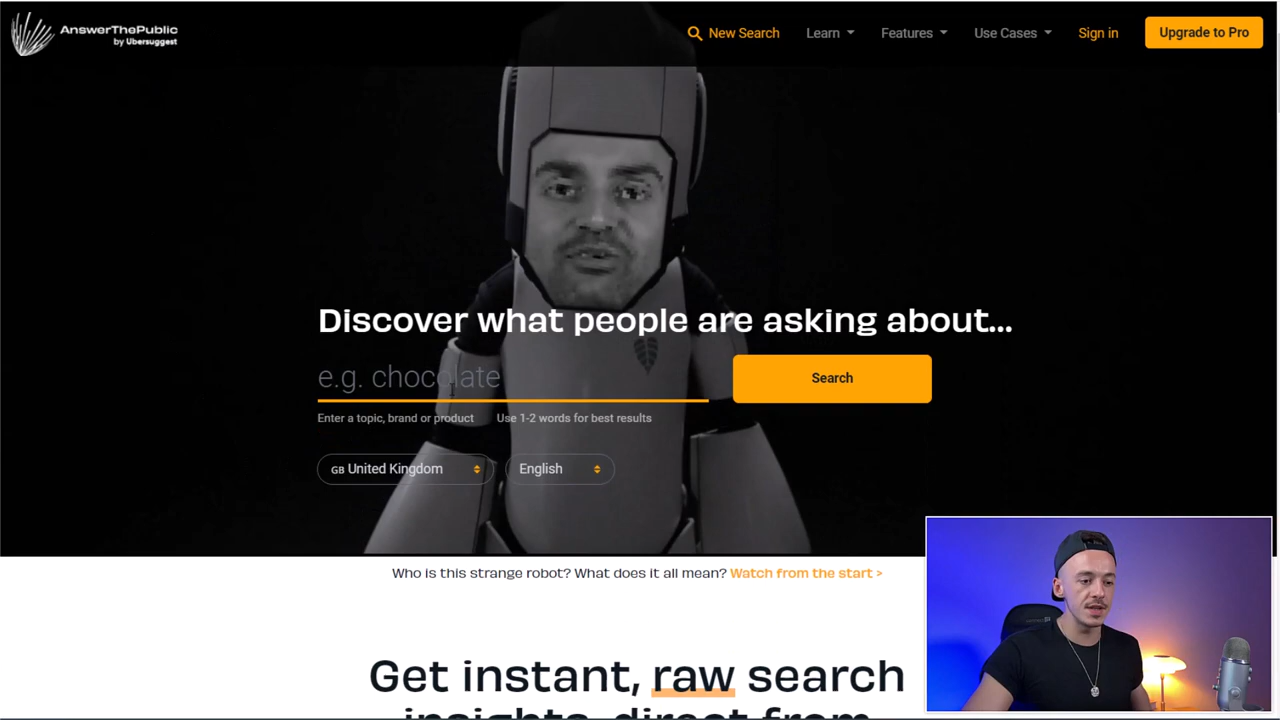 AnswerThePublic
by Ubersuggest
New Search
Learn
Features
Use Cases
Sign in
Upgrade to Pro
Discover what people are asking about...
e.g. chocolate
Search
Enter a topic, brand or product
Use 1-2 words for best results
GB United Kingdom
English
Who is this strange robot? What does it all mean? Watch from the start >
Get instant, raw search
insights, direct from